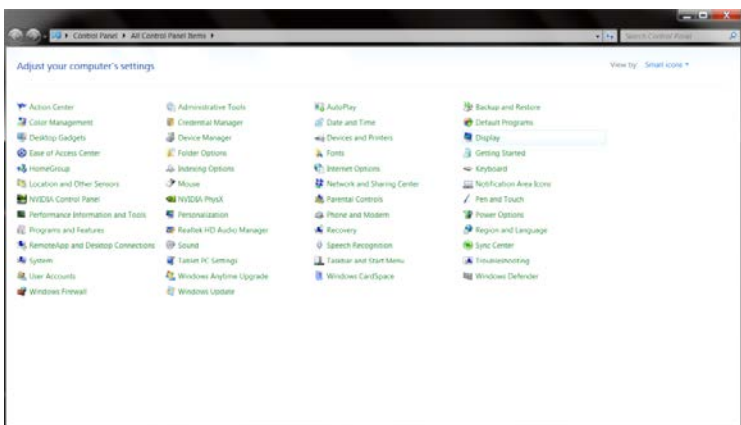 Control Panel ▸ All Control Panel Items ▸
Search Control Panel
Adjust your computer's settings
View by: Small icons
Action Center
Administrative Tools
AutoPlay
Backup and Restore
Color Management
Credential Manager
Date and Time
Default Programs
Desktop Gadgets
Device Manager
Devices and Printers
Display
Ease of Access Center
Folder Options
Fonts
Getting Started
HomeGroup
Indexing Options
Internet Options
Keyboard
Location and Other Sensors
Mouse
Network and Sharing Center
Notification Area Icons
NVIDIA Control Panel
NVIDIA PhysX
Parental Controls
Pen and Touch
Performance Information and Tools
Personalization
Phone and Modem
Power Options
Programs and Features
Realtek HD Audio Manager
Recovery
Region and Language
RemoteApp and Desktop Connections
Sound
Speech Recognition
Sync Center
System
Tablet PC Settings
Taskbar and Start Menu
Troubleshooting
User Accounts
Windows Anytime Upgrade
Windows CardSpace
Windows Defender
Windows Firewall
Windows Update